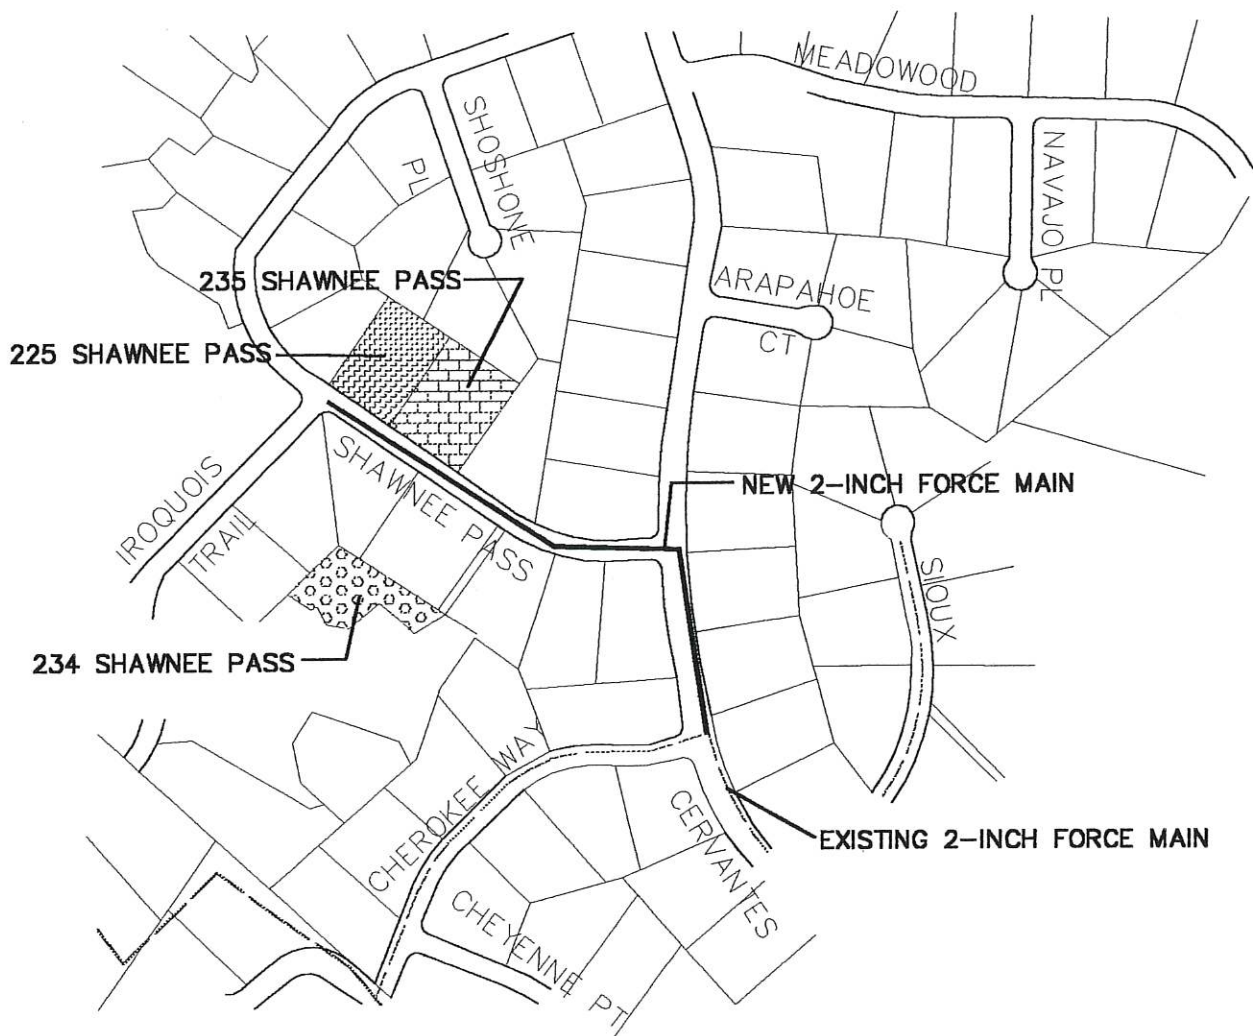 MEADOWOOD
SHOSHONE
PL
NAVAJO
PL
235 SHAWNEE PASS
ARAPAHOE
CT
225 SHAWNEE PASS
SHAWNEE PASS
NEW 2-INCH FORCE MAIN
IROQUOIS
TRAIL
SIOUX
234 SHAWNEE PASS
CHEROKEE WAY
CERVANTES
EXISTING 2-INCH FORCE MAIN
CHEYENNE PT